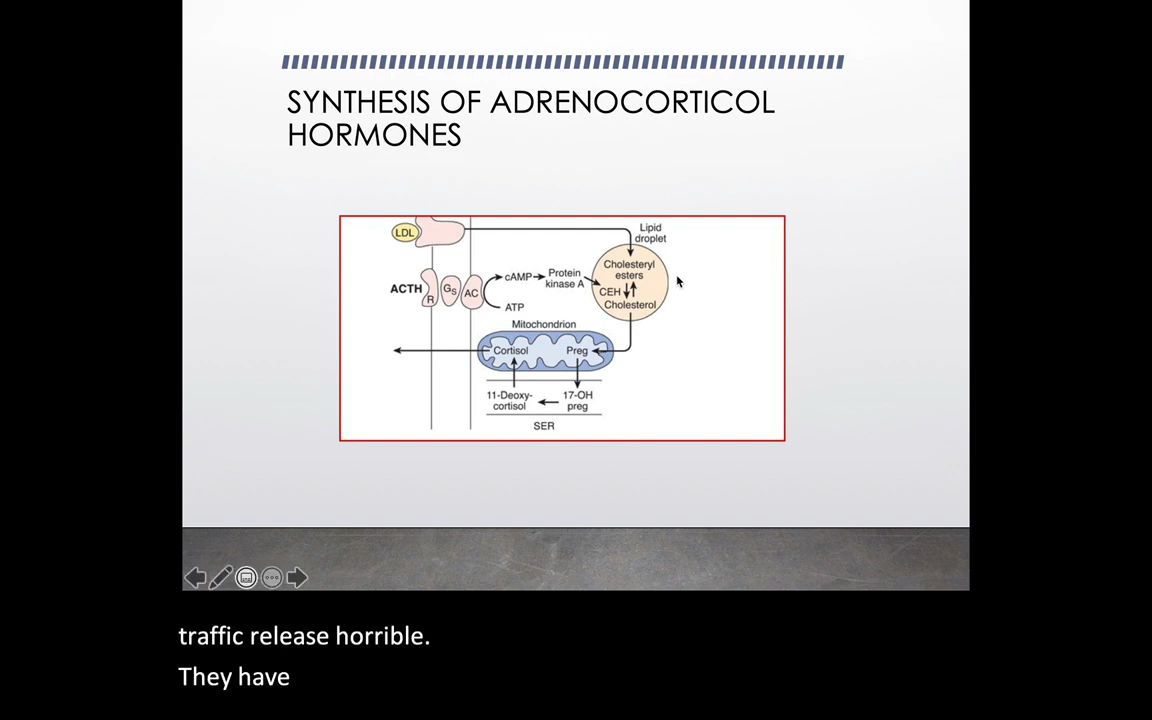 SYNTHESIS OF ADRENOCORTICOL
HORMONES
LDL
Lipid
droplet
Cholesteryl
esters
CEH
Cholesterol
ACTH
R
Gs
AC
cAMP
Protein
kinase A
ATP
Mitochondrion
Cortisol
Preg
11-Deoxy-
cortisol
17-OH
preg
SER
traffic release horrible.
They have